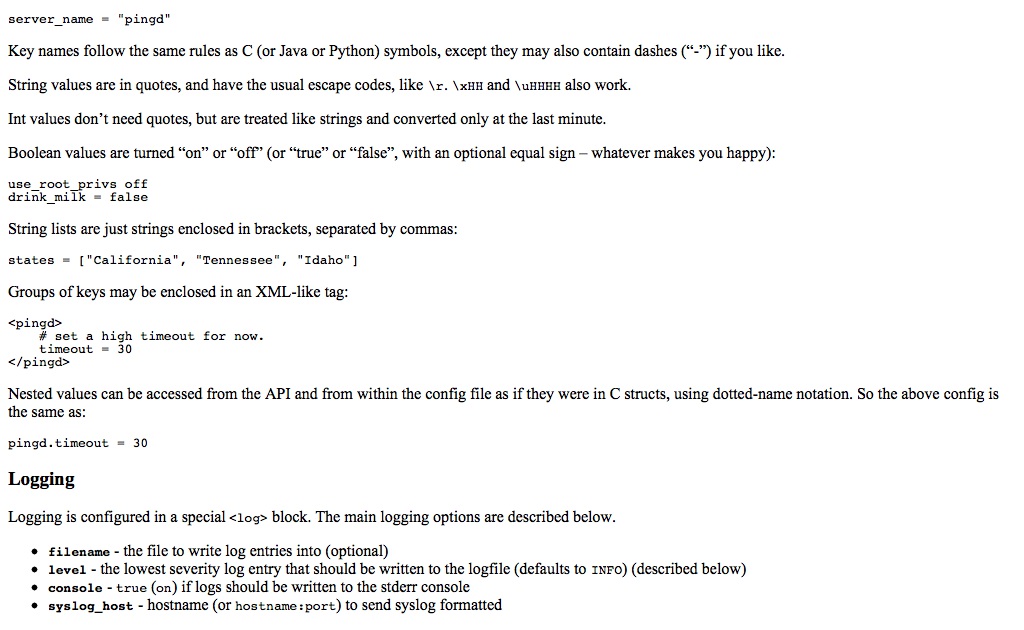 server_name = "pingd"
Key names follow the same rules as C (or Java or Python) symbols, except they may also contain dashes (“-”) if you like.
String values are in quotes, and have the usual escape codes, like \r. \xHH and \uHHHH also work.
Int values don’t need quotes, but are treated like strings and converted only at the last minute.
Boolean values are turned “on” or “off” (or “true” or “false”, with an optional equal sign – whatever makes you happy):
use_root_privs off
drink_milk = false
String lists are just strings enclosed in brackets, separated by commas:
states = ["California", "Tennessee", "Idaho"]
Groups of keys may be enclosed in an XML-like tag:
<pingd>
    # set a high timeout for now.
    timeout = 30
</pingd>
Nested values can be accessed from the API and from within the config file as if they were in C structs, using dotted-name notation. So the above config is
the same as:
pingd.timeout = 30
Logging
Logging is configured in a special <log> block. The main logging options are described below.
• filename - the file to write log entries into (optional)
• level - the lowest severity log entry that should be written to the logfile (defaults to INFO) (described below)
• console - true (on) if logs should be written to the stderr console
• syslog_host - hostname (or hostname:port) to send syslog formatted